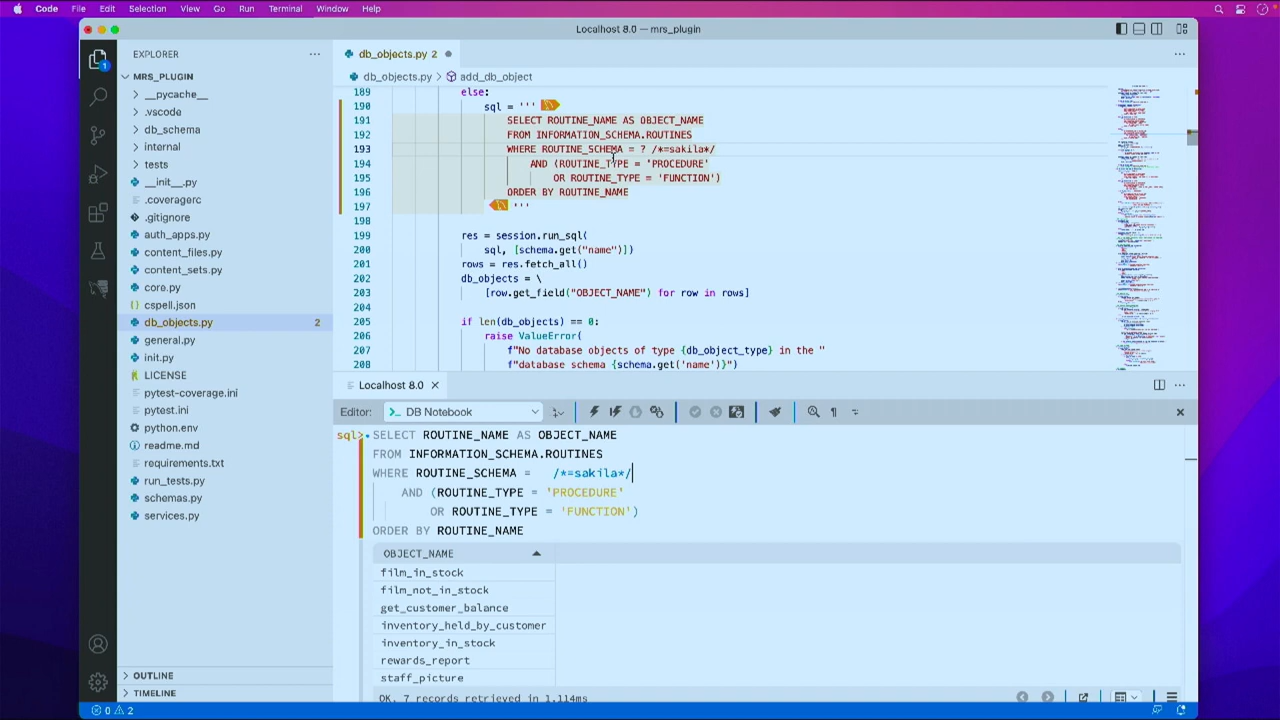 Code File Edit Selection View Go Run Terminal Window Help
Localhost 8.0 — mrs_plugin
EXPLORER
MRS_PLUGIN
__pycache__
.vscode
db_schema
internal
tests
__init__.py
.coveragerc
.gitignore
auth_apps.py
content_files.py
content_sets.py
core.py
cspell.json
db_objects.py 2
general.py
init.py
LICENSE
pytest-coverage.ini
pytest.ini
python.env
readme.md
requirements.txt
run_tests.py
schemas.py
services.py
OUTLINE
TIMELINE
0 2
db_objects.py 2
db_objects.py > add_db_object
189 else:
190 sql = '''
191 SELECT ROUTINE_NAME AS OBJECT_NAME
192 FROM INFORMATION_SCHEMA.ROUTINES
193 WHERE ROUTINE_SCHEMA = ? /*=sakila*/
194 AND (ROUTINE_TYPE = 'PROCEDURE'
195 OR ROUTINE_TYPE = 'FUNCTION')
196 ORDER BY ROUTINE_NAME
197 '''
198
199 res = session.run_sql(
200 sql, [schema.get("name")])
201 rows = res.fetch_all()
202 db_objects = \
203 [row.get_field("OBJECT_NAME") for row in rows]
204
205 if len(db_objects) == 0:
206 raise ValueError(
207 f"No database objects of type {db_object_type} in the "
208 f"database schema {schema.get('name')}")
Localhost 8.0
Editor: DB Notebook
sql> SELECT ROUTINE_NAME AS OBJECT_NAME
FROM INFORMATION_SCHEMA.ROUTINES
WHERE ROUTINE_SCHEMA = /*=sakila*/
AND (ROUTINE_TYPE = 'PROCEDURE'
OR ROUTINE_TYPE = 'FUNCTION')
ORDER BY ROUTINE_NAME
OBJECT_NAME
film_in_stock
film_not_in_stock
get_customer_balance
inventory_held_by_customer
inventory_in_stock
rewards_report
staff_picture
OK, 7 records retrieved in 1.114ms